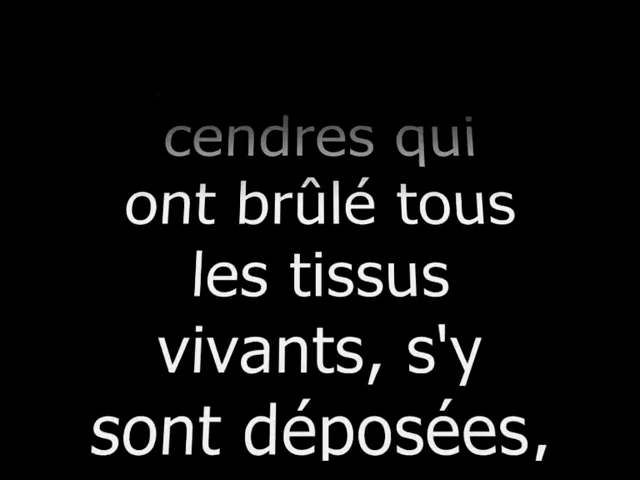 cendres qui
ont brûlé tous
les tissus
vivants, s'y
sont déposées,